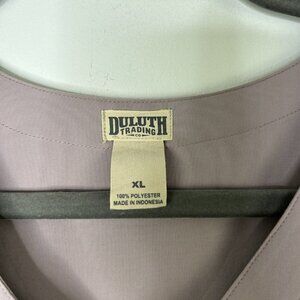 DULUTH
TRADING
CO
XL
100% POLYESTER
MADE IN INDONESIA